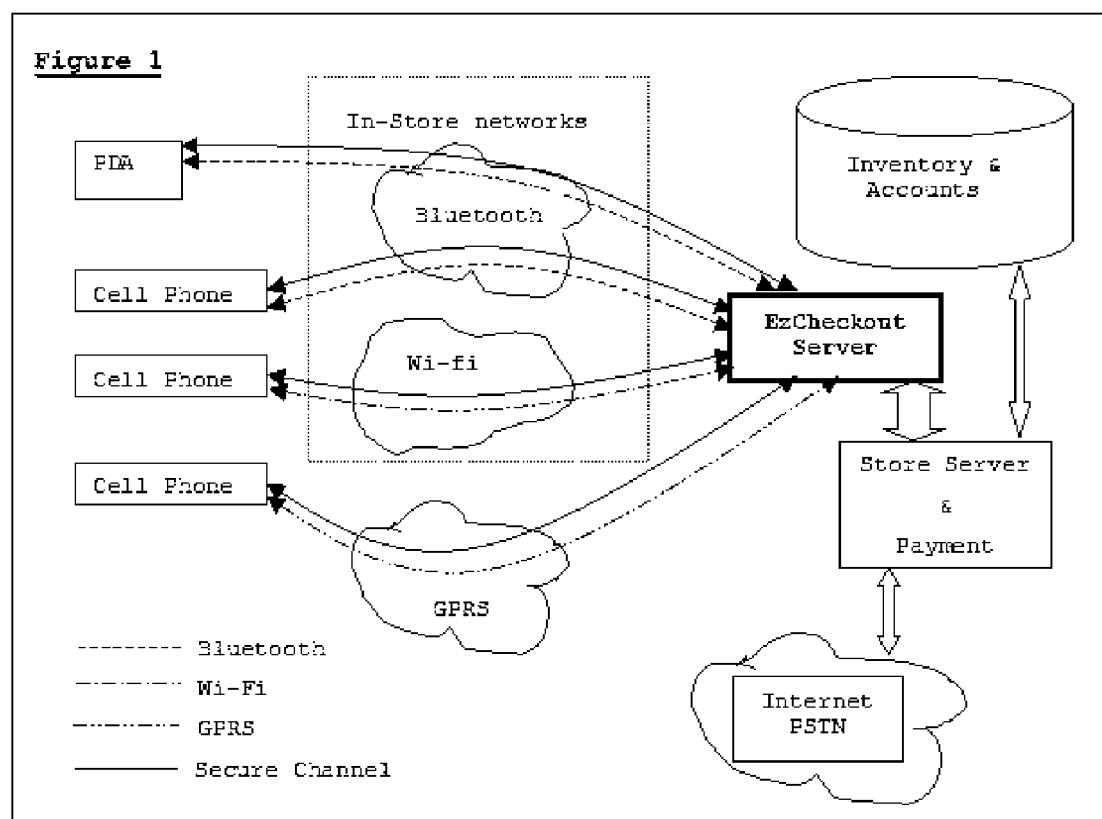 Figure 1
In-Store networks
PDA
Bluetooth
Inventory &
Accounts
Cell Phone
EzCheckout
Server
Wi-fi
Cell Phone
Cell Phone
Store Server
&
Payment
GPRS
Bluetooth
Wi-Fi
GPRS
Secure Channel
Internet
PSTN